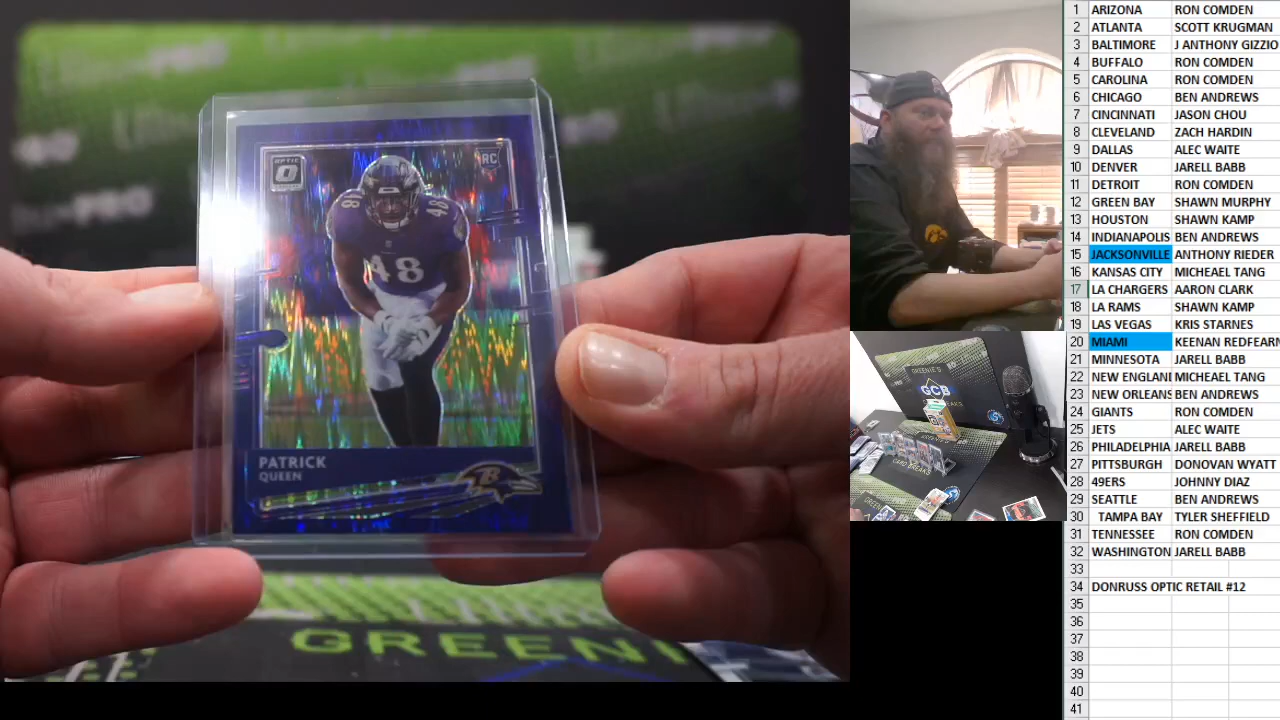 OPTIC
RC
48
48
48
PATRICK
QUEEN
GREENI
GREENIE'S
GCB
CARD BREAKS
1 ARIZONA RON COMDEN
2 ATLANTA SCOTT KRUGMAN
3 BALTIMORE J ANTHONY GIZZIO
4 BUFFALO RON COMDEN
5 CAROLINA RON COMDEN
6 CHICAGO BEN ANDREWS
7 CINCINNATI JASON CHOU
8 CLEVELAND ZACH HARDIN
9 DALLAS ALEC WAITE
10 DENVER JARELL BABB
11 DETROIT RON COMDEN
12 GREEN BAY SHAWN MURPHY
13 HOUSTON SHAWN KAMP
14 INDIANAPOLIS BEN ANDREWS
15 JACKSONVILLE ANTHONY RIEDER
16 KANSAS CITY MICHEAEL TANG
17 LA CHARGERS AARON CLARK
18 LA RAMS SHAWN KAMP
19 LAS VEGAS KRIS STARNES
20 MIAMI KEENAN REDFEARN
21 MINNESOTA JARELL BABB
22 NEW ENGLAND MICHEAEL TANG
23 NEW ORLEANS BEN ANDREWS
24 GIANTS RON COMDEN
25 JETS ALEC WAITE
26 PHILADELPHIA JARELL BABB
27 PITTSBURGH DONOVAN WYATT
28 49ERS JOHNNY DIAZ
29 SEATTLE BEN ANDREWS
30 TAMPA BAY TYLER SHEFFIELD
31 TENNESSEE RON COMDEN
32 WASHINGTON JARELL BABB
33
34 DONRUSS OPTIC RETAIL #12
35
36
37
38
39
40
41